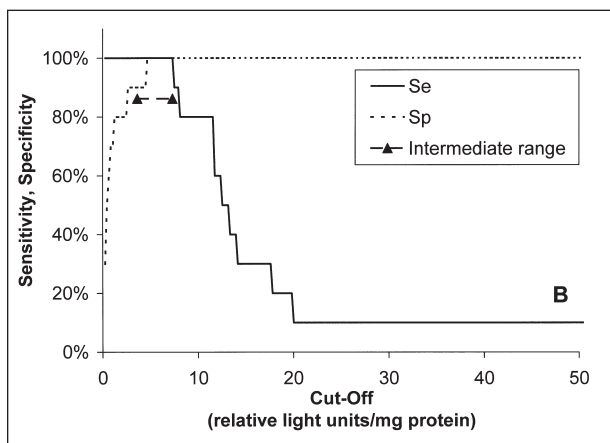 Sensitivity, Specificity
100%
80%
60%
40%
20%
0%
Se
Sp
Intermediate range
B
0 10 20 30 40 50
Cut-Off
(relative light units/mg protein)